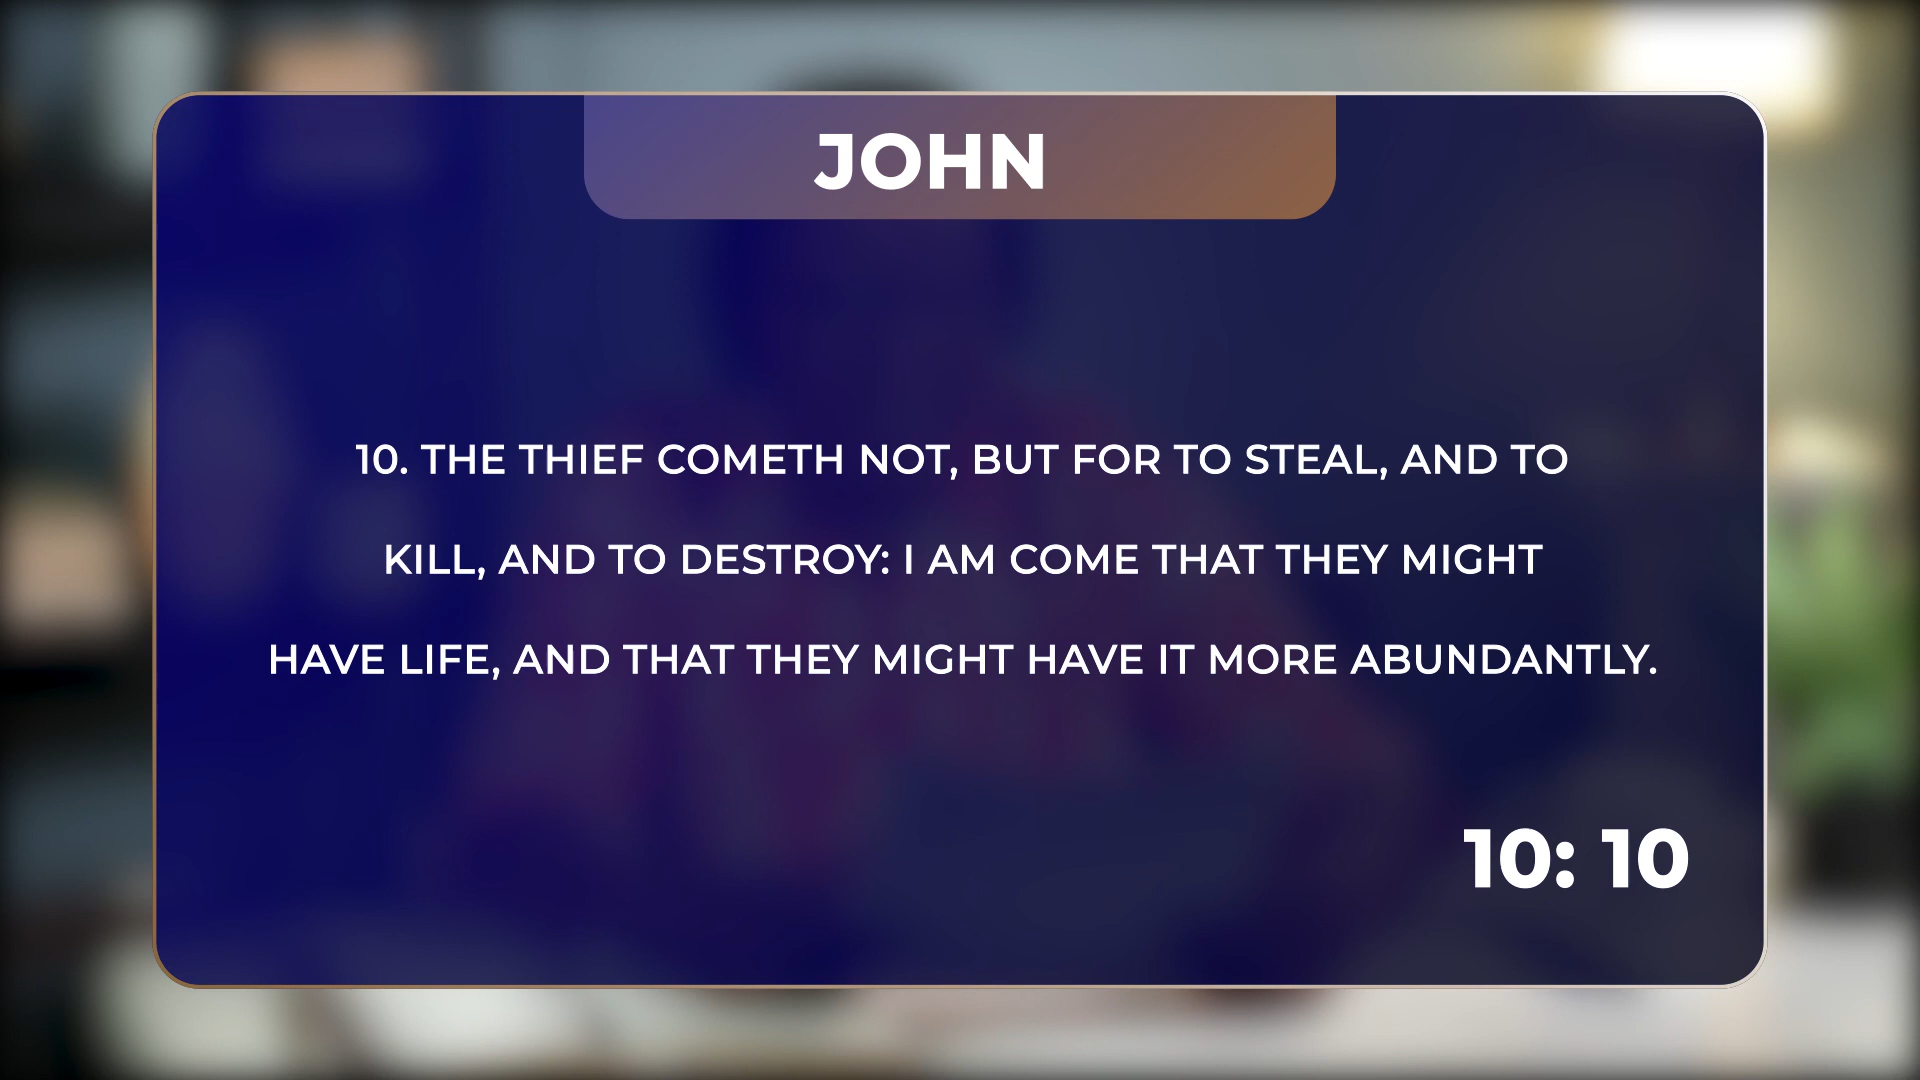 JOHN
10. THE THIEF COMETH NOT, BUT FOR TO STEAL, AND TO
KILL, AND TO DESTROY: I AM COME THAT THEY MIGHT
HAVE LIFE, AND THAT THEY MIGHT HAVE IT MORE ABUNDANTLY.
10: 10